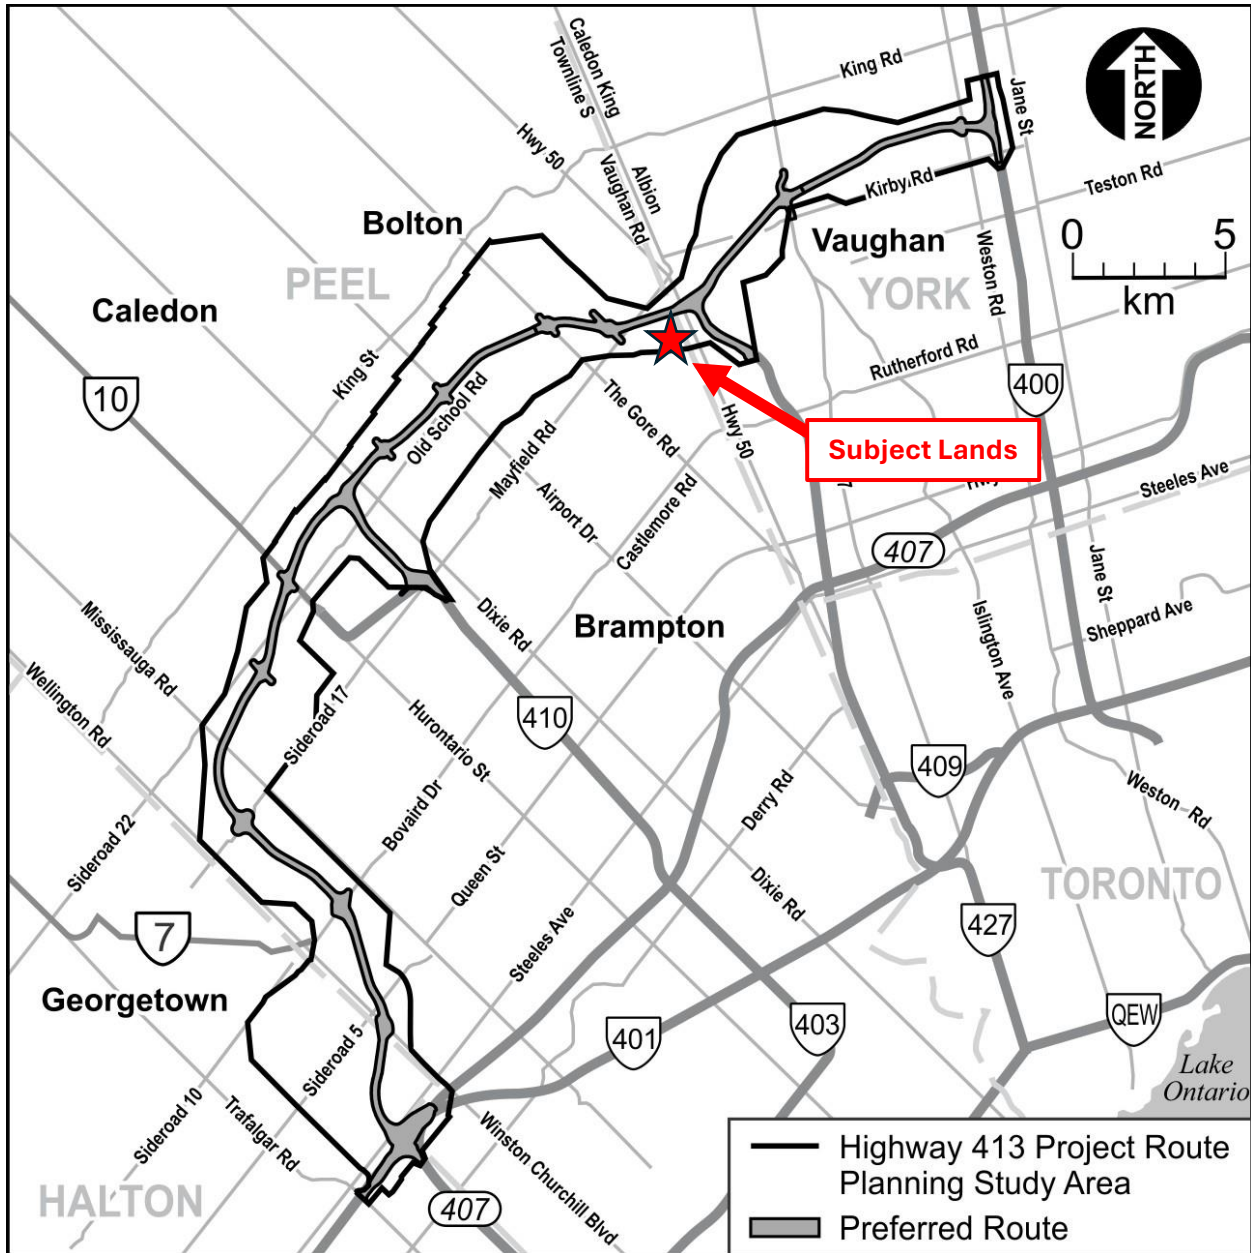 Caledon King
Townline S
King Rd
Jane St
NORTH
Hwy 50
Albion
Vaughan Rd
Kirby Rd
Teston Rd
Bolton
Vaughan
Weston Rd
0 5
km
PEEL
YORK
Caledon
King St
Rutherford Rd
10
400
Old School Rd
The Gore Rd
Hwy 50
Subject Lands
Mayfield Rd
Airport Dr
Castlemore Rd
Steeles Ave
407
Jane St
Mississauga Rd
Dixie Rd
Brampton
Islington Ave
Sheppard Ave
Wellington Rd
Sideroad 17
Hurontario St
410
409
Bovaird Dr
Derry Rd
Weston Rd
Sideroad 22
Queen St
Dixie Rd
TORONTO
7
Steeles Ave
427
Georgetown
Sideroad 5
401
403
QEW
Lake
Ontario
Sideroad 10
Trafalgar Rd
Winston Churchill Blvd
HALTON
407
Highway 413 Project Route
Planning Study Area
Preferred Route